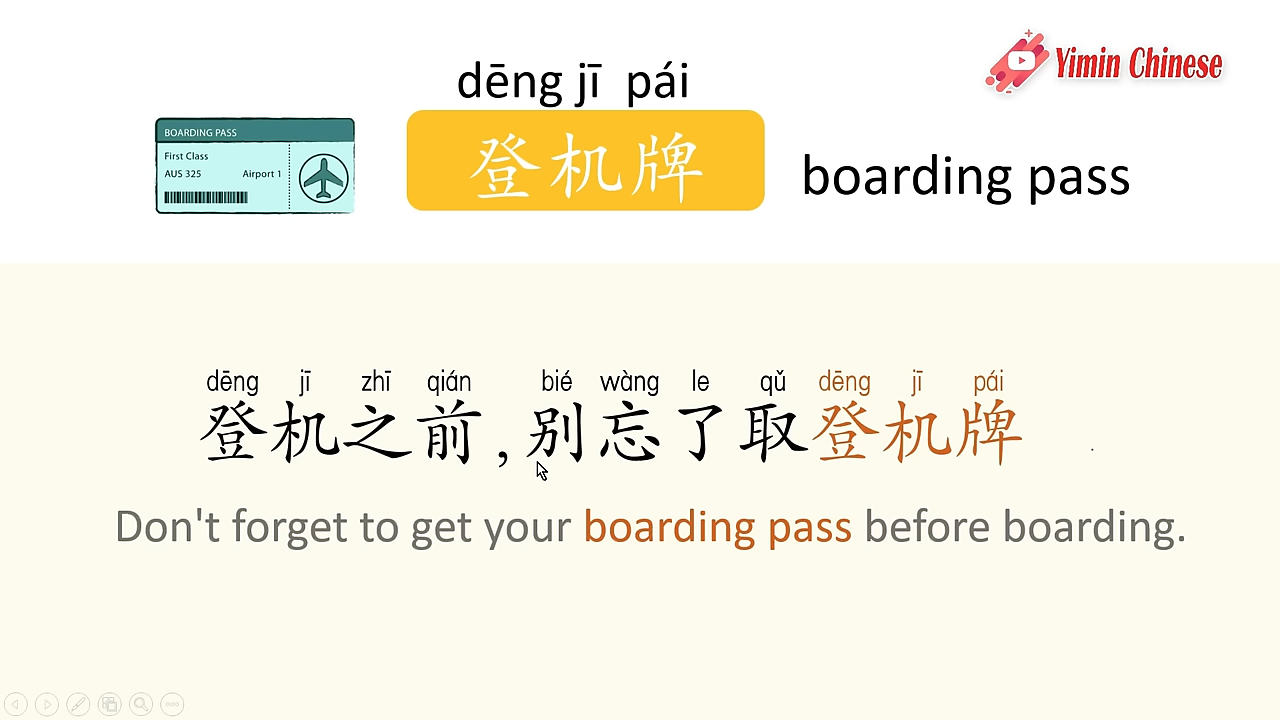 Yimin Chinese
dēng jī pái
BOARDING PASS
First Class
AUS 325 Airport 1
登机牌
boarding pass
dēng jī zhī qián bié wàng le qǔ dēng jī pái
登机之前,别忘了取登机牌.
Don't forget to get your boarding pass before boarding.